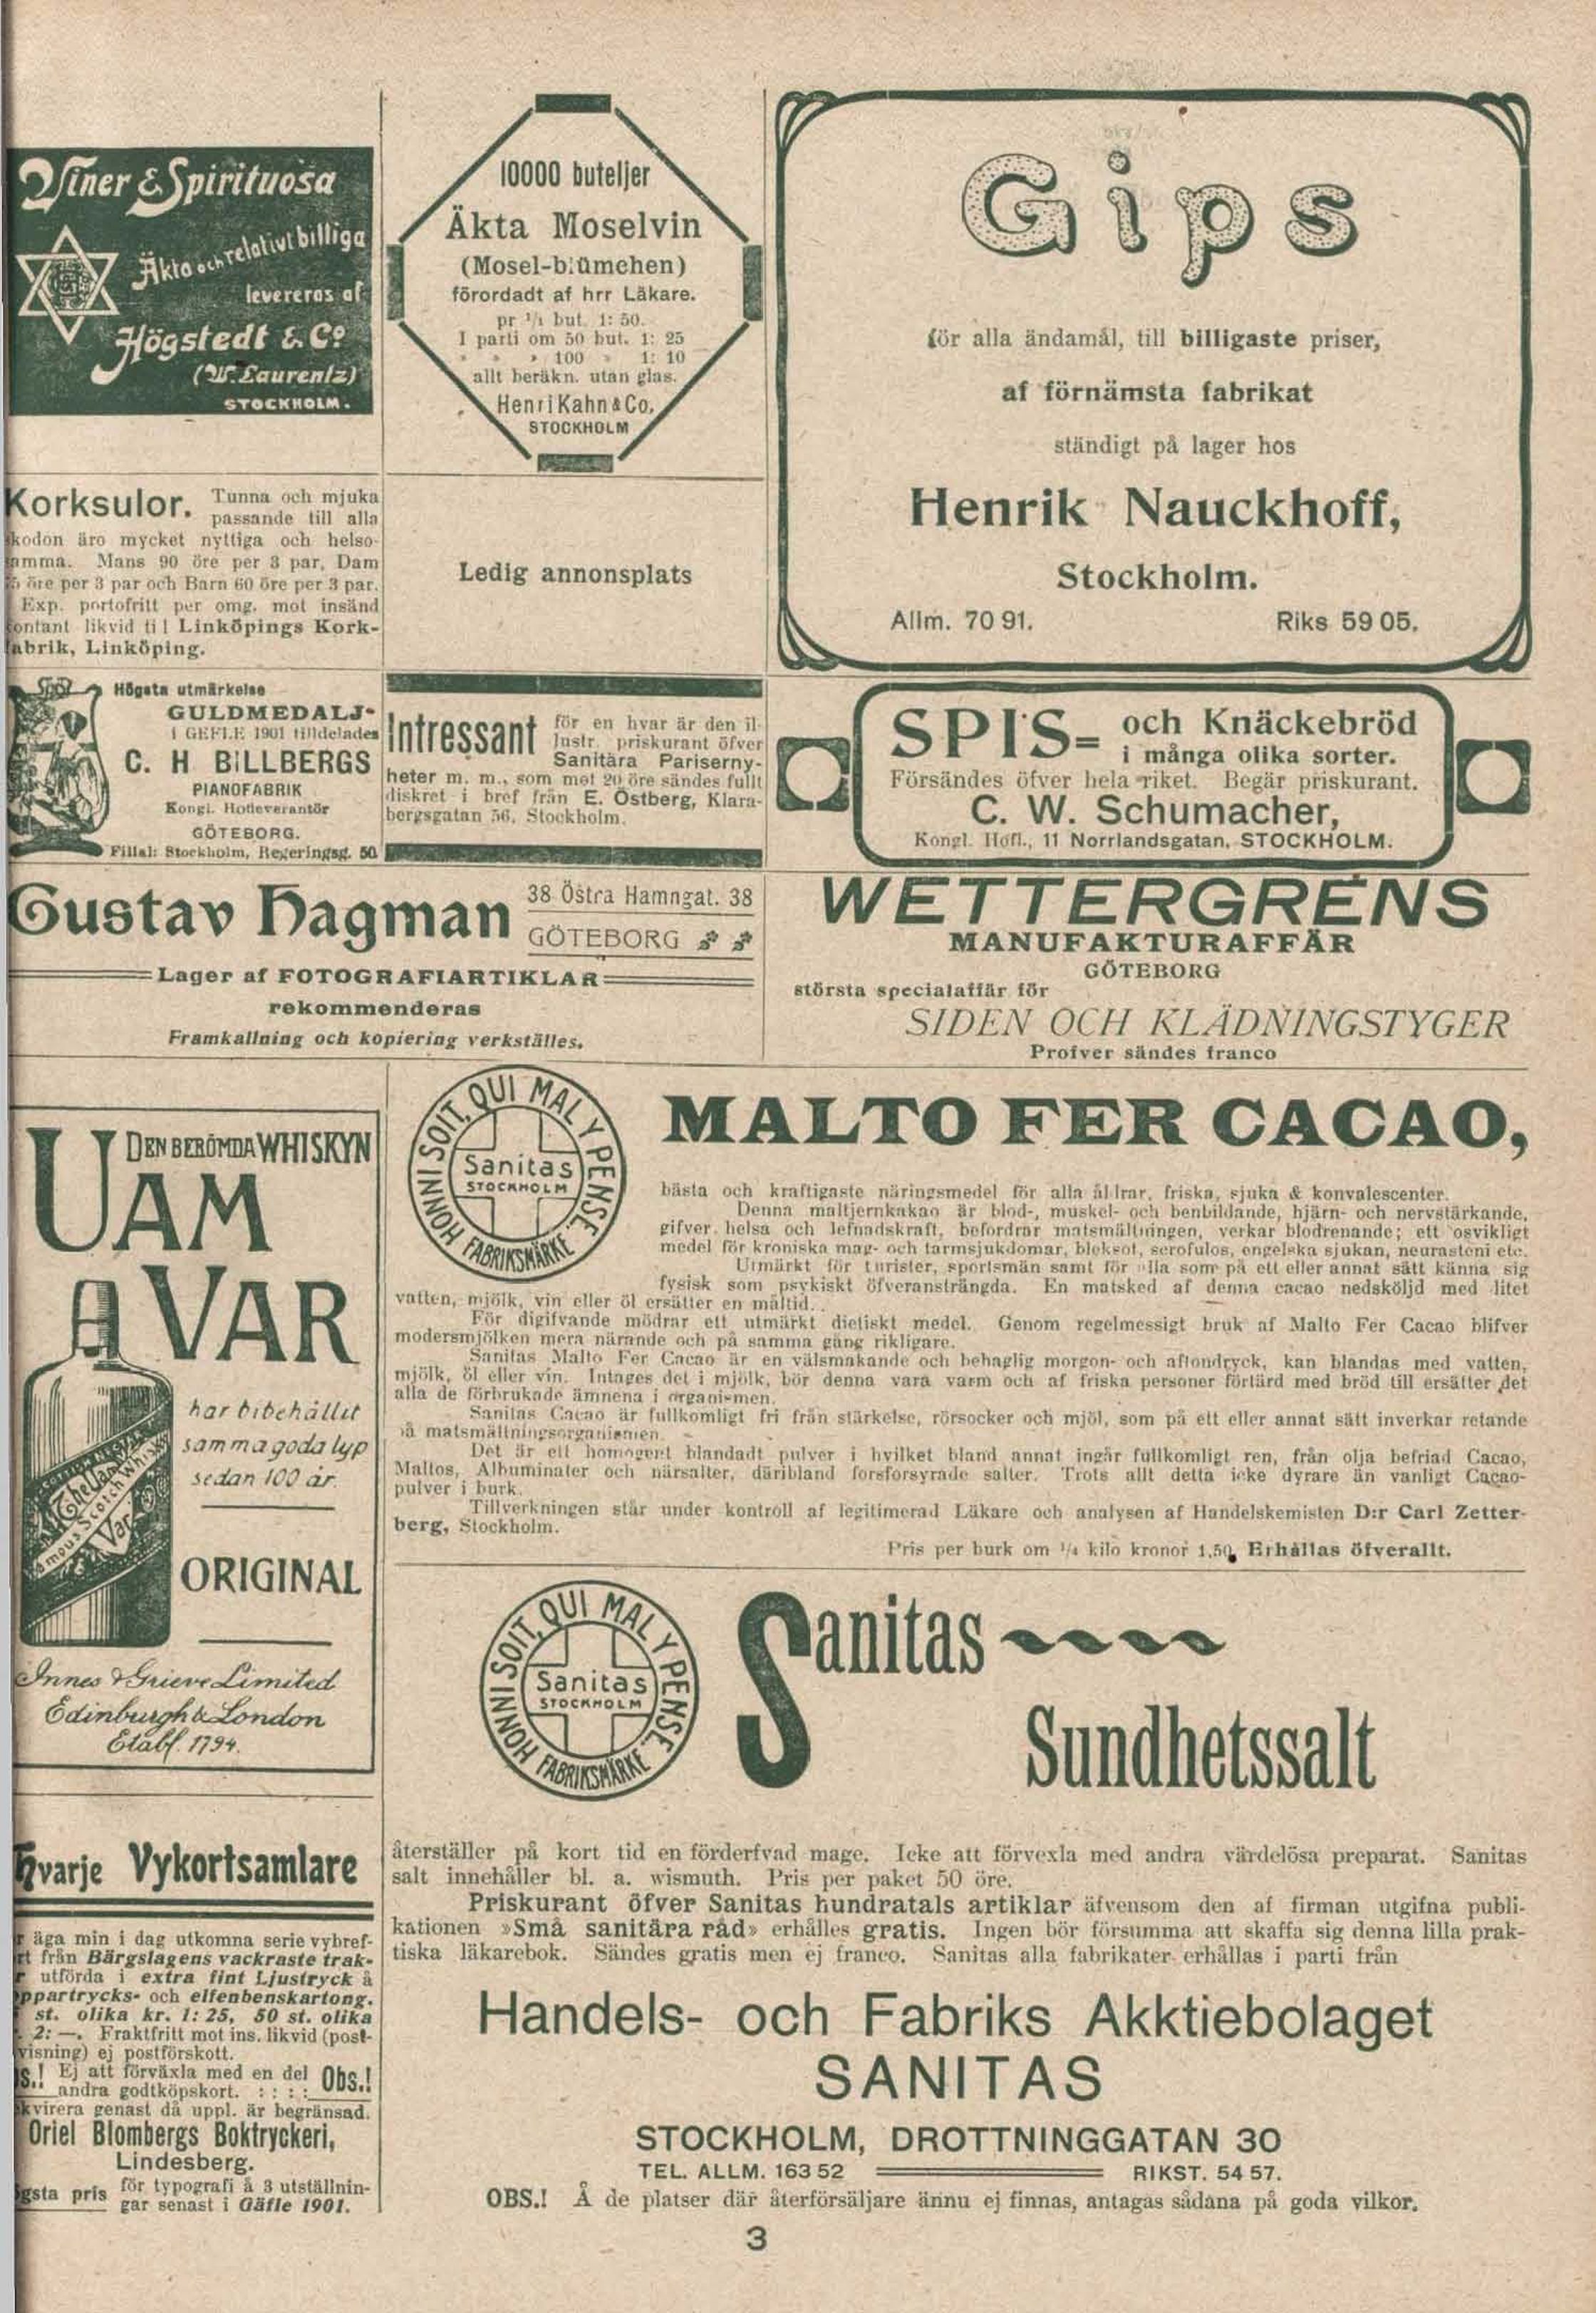 Viner & Spirituosa
Äkta och relativt billiga
levereras af
Högstedt & Co
(W. Laurentz)
STOCKHOLM.
10000 buteljer
Äkta Moselvin
(Mosel-blümchen)
förordadt af hrr Läkare.
pr 1/1 but. 1: 50.
I parti om 50 but. 1: 25
» » » 100 » 1: 10
allt beräkn. utan glas.
Henri Kahn & Co.
STOCKHOLM
Gips
för alla ändamål, till billigaste priser,
af förnämsta fabrikat
ständigt på lager hos
Henrik Nauckhoff,
Stockholm.
Allm. 70 91. Riks 59 05.
Korksulor. Tunna och mjuka
passande till alla
skodon äro mycket nyttiga och helso-
samma. Mans 90 öre per 3 par, Dam
öre per 3 par och Barn 60 öre per 3 par.
Exp. portofritt per omg. mot insänd
kontant likvid till Linköpings Kork-
fabrik, Linköping.
Ledig annonsplats
Högsta utmärkelse
GULDMEDALJ-
i GEFLE 1901 tilldelades
C. H BILLBERGS
PIANOFABRIK
Kongl. Hofleverantör
GÖTEBORG.
Filial: Stockholm, Regeringsg. 50
Intressant för en hvar är den il-
lustr. priskurant öfver
Sanitära Pariserny-
heter m. m., som mot 20 öre sändes fullt
diskret i bref från E. Östberg, Klara-
bergsgatan 56, Stockholm.
SPIS= och Knäckebröd
i många olika sorter.
Försändes öfver hela riket. Begär priskurant.
C. W. Schumacher,
Kongl. Hofl., 11 Norrlandsgatan, STOCKHOLM.
Gustav Hagman 38 Östra Hamngat. 38
GÖTEBORG
Lager af FOTOGRAFIARTIKLAR
rekommenderas
Framkallning och kopiering verkställes.
WETTERGRENS
MANUFAKTURAFFÄR
GÖTEBORG
största specialaffär för
SIDEN OCH KLÄDNINGSTYGER
Profver sändes franco
DEN BERÖMDA WHISKYN
UAM
VAR
har bibehållit
samma goda typ
sedan 100 år.
The Uam Var
Scotch Whisky
ORIGINAL
Innes & Grieve Limited
Edinburgh & London
Etabl. 1794.
HONNI SOIT, QUI MAL Y PENSE.
Sanitas
STOCKHOLM
FABRIKSMÄRKE
MALTO FER CACAO,
bästa och kraftigaste näringsmedel för alla åldrar, friska, sjuka & konvalescenter.
Denna maltjernkakao är blod-, muskel- och benbildande, hjärn- och nervstärkande,
gifver helsa och lefnadskraft, befordrar matsmältningen, verkar blodrenande; ett osvikligt
medel för kroniska mag- och tarmsjukdomar, bleksot, scrofulos, engelska sjukan, neurasteni etc.
Utmärkt för turister, sportsmän samt för alla som på ett eller annat sätt känna sig
fysisk som psykiskt öfveransträngda. En matsked af denna cacao nedsköljd med litet
vatten, mjölk, vin eller öl ersätter en måltid.
För digifvande mödrar ett utmärkt dietiskt medel. Genom regelmessigt bruk af Malto Fer Cacao blifver
modersmjölken mera närande och på samma gång rikligare.
Sanitas Malto Fer Cacao är en välsmakande och behaglig morgon- och aftondryck, kan blandas med vatten,
mjölk, öl eller vin. Intages det i mjölk, bör denna vara varm och af friska personer förtärd med bröd till ersätter det
alla de förbrukade ämnena i organismen.
Sanitas Cacao är fullkomligt fri från stärkelse, rörsocker och mjöl, som på ett eller annat sätt inverkar retande
på matsmältningsorganismen.
Det är ett homogent blandadt pulver i hvilket bland annat ingår fullkomligt ren, från olja befriad Cacao,
Maltos, Albuminater och närsalter, däribland forsforsyrade salter. Trots allt detta icke dyrare än vanligt Cacao-
pulver i burk.
Tillverkningen står under kontroll af legitimerad Läkare och analysen af Handelskemisten D:r Carl Zetter-
berg, Stockholm.
Pris per burk om 1/4 kilo kronor 1,50. Erhållas öfverallt.
HONNI SOIT, QUI MAL Y PENSE.
Sanitas
STOCKHOLM
FABRIKSMÄRKE
Sanitas
Sundhetssalt
återställer på kort tid en förderfvad mage. Icke att förvexla med andra värdelösa preparat. Sanitas
salt innehåller bl. a. wismuth. Pris per paket 50 öre.
Priskurant öfver Sanitas hundratals artiklar äfvensom den af firman utgifna publi-
kationen »Små sanitära råd» erhålles gratis. Ingen bör försumma att skaffa sig denna lilla prak-
tiska läkarebok. Sändes gratis men ej franco. Sanitas alla fabrikater erhållas i parti från
Handels- och Fabriks Akktiebolaget
SANITAS
STOCKHOLM, DROTTNINGGATAN 30
TEL. ALLM. 163 52 RIKST. 54 57.
OBS.! Å de platser där återförsäljare ännu ej finnas, antagas sådana på goda vilkor.
Hvarje Vykortsamlare
äga min i dag utkomna serie vybref-
från Bärgslagens vackraste trak-
utförda i extra fint Ljustryck å
ppartrycks- och elfenbenskartong.
st. olika kr. 1: 25, 50 st. olika
2: —. Fraktfritt mot ins. likvid (post-
visning) ej postförskott.
s.! Ej att förväxla med en del Obs.!
andra godtköpskort. : : : :
kvirera genast då uppl. är begränsad.
Oriel Blombergs Boktryckeri,
Lindesberg.
gsta pris för typografi å 3 utställnin-
gar senast i Gäfle 1901.
3